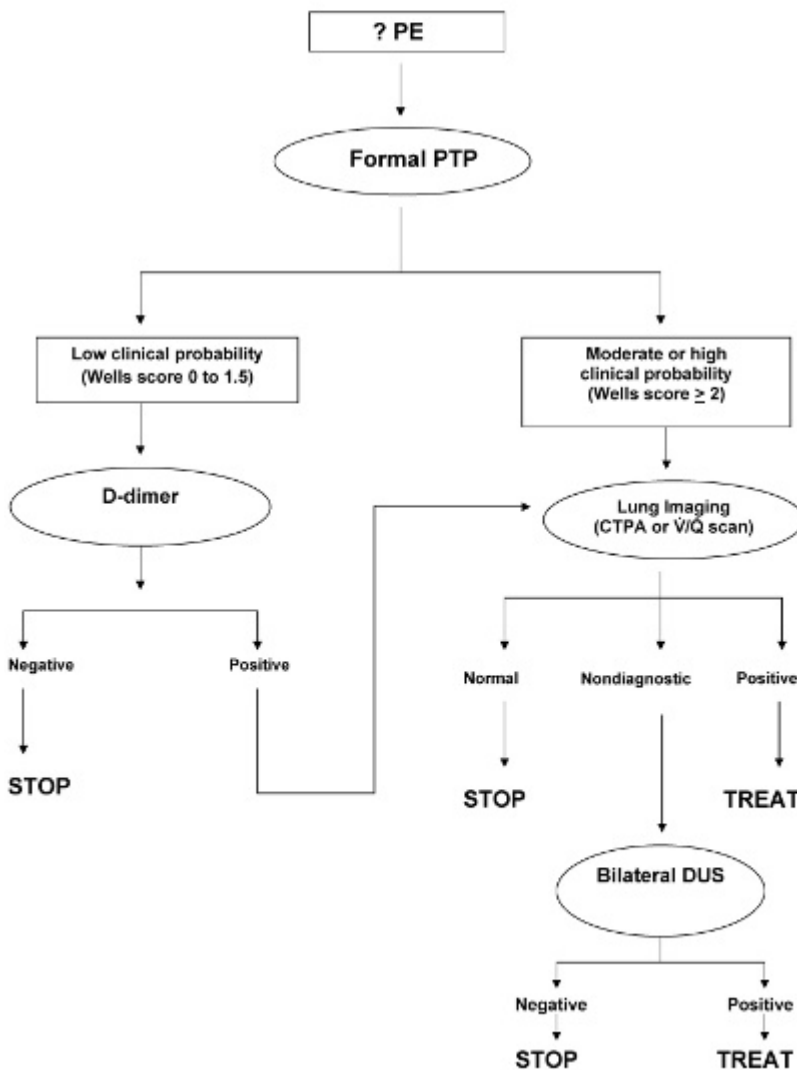 ? PE
Formal PTP
Low clinical probability
(Wells score 0 to 1.5)
Moderate or high
clinical probability
(Wells score ≥ 2)
D-dimer
Lung Imaging
(CTPA or V̇/Q̇ scan)
Negative
Positive
Normal
Nondiagnostic
Positive
STOP
STOP
TREAT
Bilateral DUS
Negative
Positive
STOP
TREAT